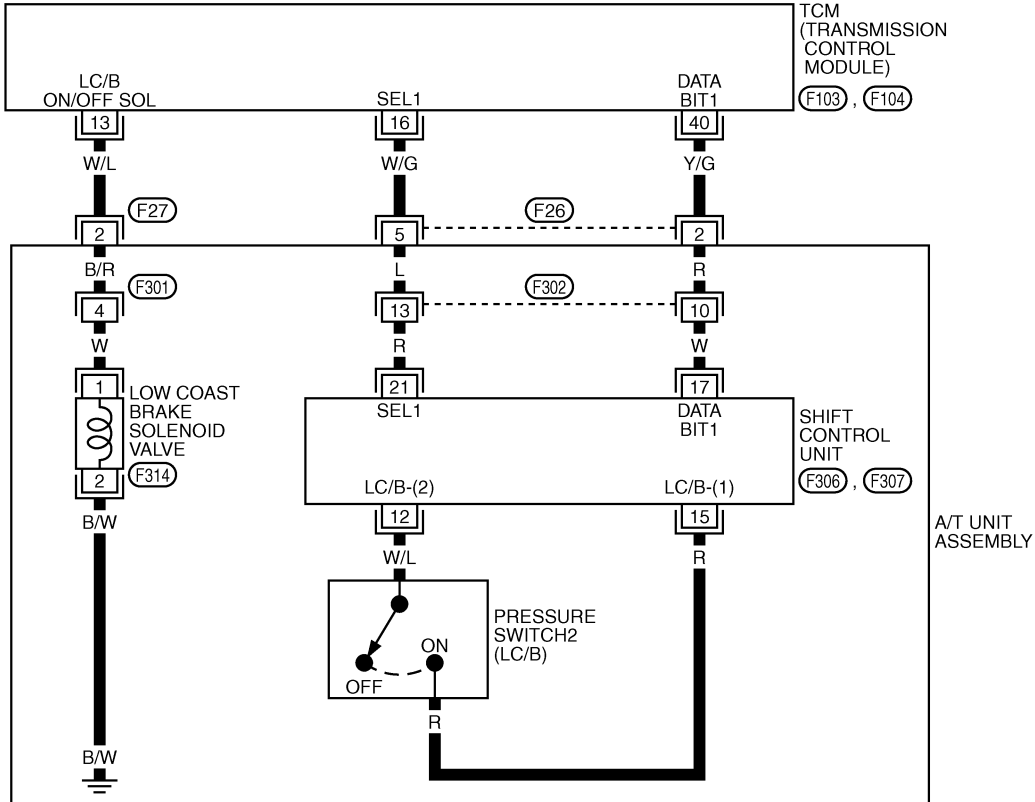 TCM
(TRANSMISSION
CONTROL
MODULE)
F103 , F104
LC/B
ON/OFF SOL
SEL1
DATA
BIT1
13
16
40
W/L
W/G
Y/G
F27
F26
2
5
2
B/R
L
R
F301
F302
4
13
10
W
R
W
1
21
17
LOW COAST
BRAKE
SOLENOID
VALVE
F314
SEL1
DATA
BIT1
SHIFT
CONTROL
UNIT
F306 , F307
2
LC/B-(2)
LC/B-(1)
12
15
B/W
W/L
R
A/T UNIT
ASSEMBLY
PRESSURE
SWITCH2
(LC/B)
ON
OFF
R
B/W